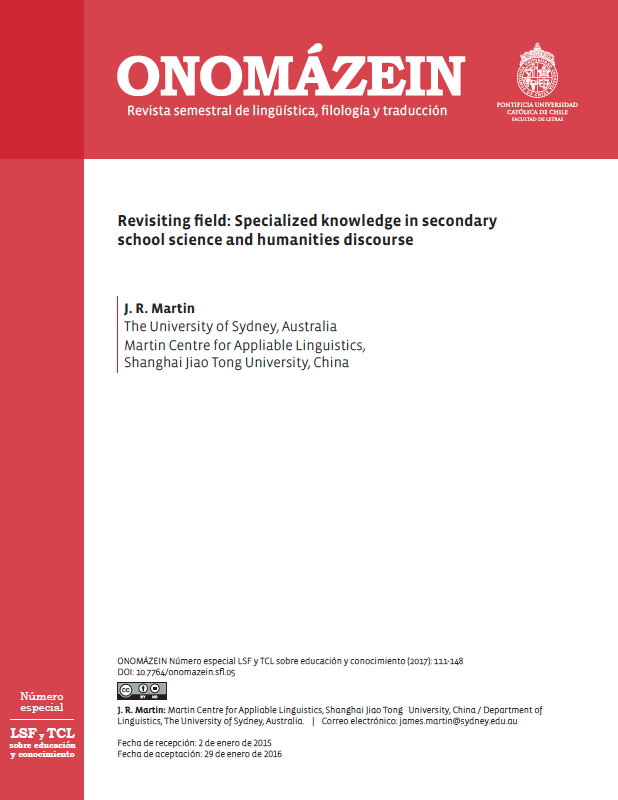 ONOMÁZEIN
Revista semestral de lingüística, filología y traducción
PONTIFICIA UNIVERSIDAD
CATÓLICA DE CHILE
FACULTAD DE LETRAS
Revisiting field: Specialized knowledge in secondary
school science and humanities discourse
J. R. Martin
The University of Sydney, Australia
Martin Centre for Appliable Linguistics,
Shanghai Jiao Tong University, China
ONOMÁZEIN Número especial LSF y TCL sobre educación y conocimiento (2017): 111-148
DOI: 10.7764/onomazein.sfl.05
cc BY ND
J. R. Martin: Martin Centre for Appliable Linguistics, Shanghai Jiao Tong University, China / Department of
Linguistics, The University of Sydney, Australia. | Correo electrónico: james.martin@sydney.edu.au
Fecha de recepción: 2 de enero de 2015
Fecha de aceptación: 29 de enero de 2016
Número
especial
LSF y TCL
sobre educación
y conocimiento